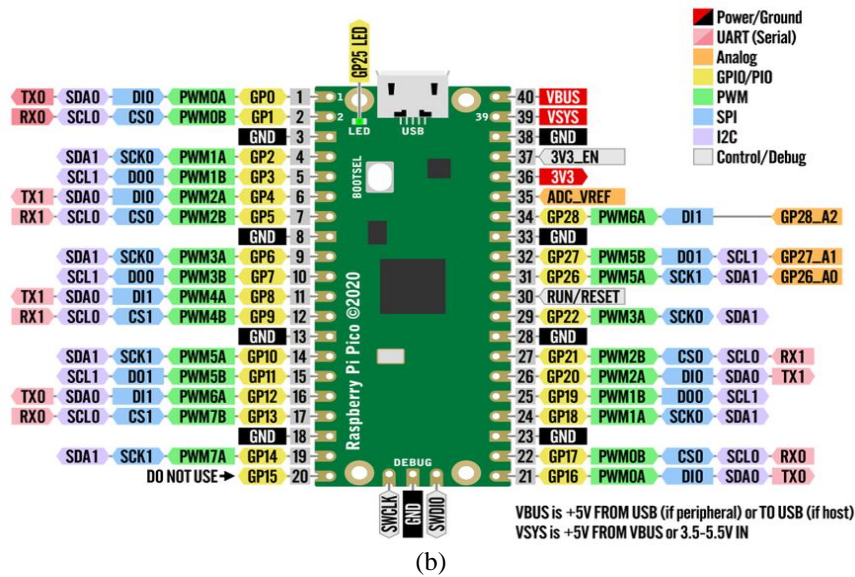 GP25 LED
Power/Ground
UART (Serial)
Analog
GPIO/PIO
PWM
SPI
I2C
Control/Debug
TX0 SDA0 DI0 PWM0A GP0 1
RX0 SCL0 CS0 PWM0B GP1 2
GND 3
SDA1 SCK0 PWM1A GP2 4
SCL1 DO0 PWM1B GP3 5
TX1 SDA0 DI0 PWM2A GP4 6
RX1 SCL0 CS0 PWM2B GP5 7
GND 8
SDA1 SCK0 PWM3A GP6 9
SCL1 DO0 PWM3B GP7 10
TX1 SDA0 DI1 PWM4A GP8 11
RX1 SCL0 CS1 PWM4B GP9 12
GND 13
SDA1 SCK1 PWM5A GP10 14
SCL1 DO1 PWM5B GP11 15
TX0 SDA0 DI1 PWM6A GP12 16
RX0 SCL0 CS1 PWM7B GP13 17
GND 18
SDA1 SCK1 PWM7A GP14 19
DO NOT USE→ GP15 20
1
2
LED
USB
39
BOOTSEL
Raspberry Pi Pico ©2020
DEBUG
SWCLK
GND
SWDIO
40 VBUS
39 VSYS
38 GND
37 3V3_EN
36 3V3
35 ADC_VREF
34 GP28 PWM6A DI1 GP28_A2
33 GND
32 GP27 PWM5B DO1 SCL1 GP27_A1
31 GP26 PWM5A SCK1 SDA1 GP26_A0
30 RUN/RESET
29 GP22 PWM3A SCK0 SDA1
28 GND
27 GP21 PWM2B CS0 SCL0 RX1
26 GP20 PWM2A DI0 SDA0 TX1
25 GP19 PWM1B DO0 SCL1
24 GP18 PWM1A SCK0 SDA1
23 GND
22 GP17 PWM0B CS0 SCL0 RX0
21 GP16 PWM0A DI0 SDA0 TX0
VBUS is +5V FROM USB (if peripheral) or TO USB (if host)
VSYS is +5V FROM VBUS or 3.5-5.5V IN
(b)